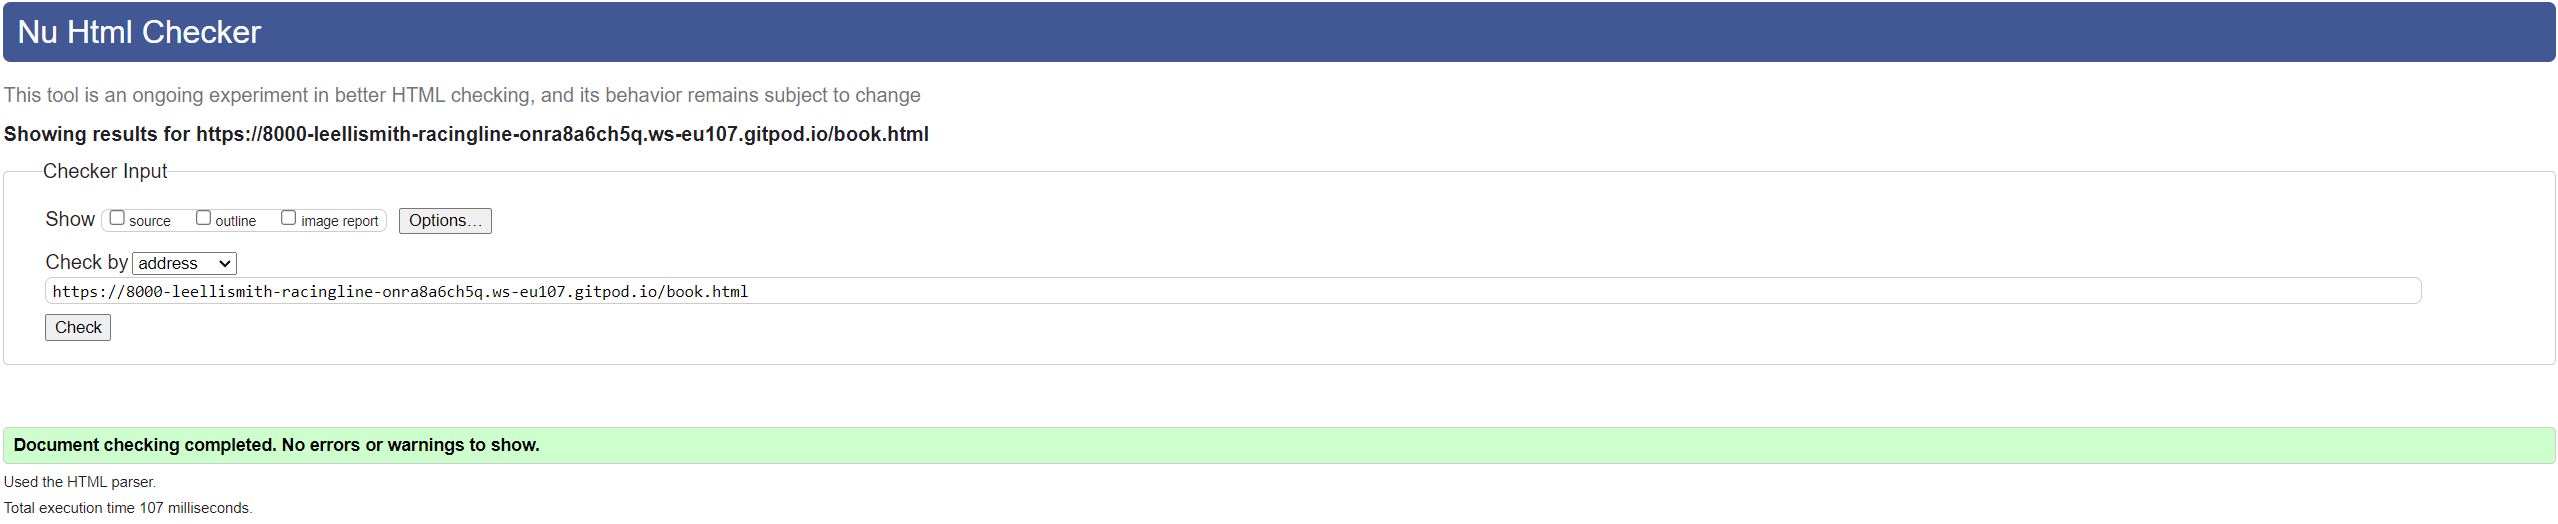 Nu Html Checker
This tool is an ongoing experiment in better HTML checking, and its behavior remains subject to change
Showing results for https://8000-leellismith-racingline-onra8a6ch5q.ws-eu107.gitpod.io/book.html
Checker Input
Show source outline image report Options...
Check by address
https://8000-leellismith-racingline-onra8a6ch5q.ws-eu107.gitpod.io/book.html
Check
Document checking completed. No errors or warnings to show.
Used the HTML parser.
Total execution time 107 milliseconds.